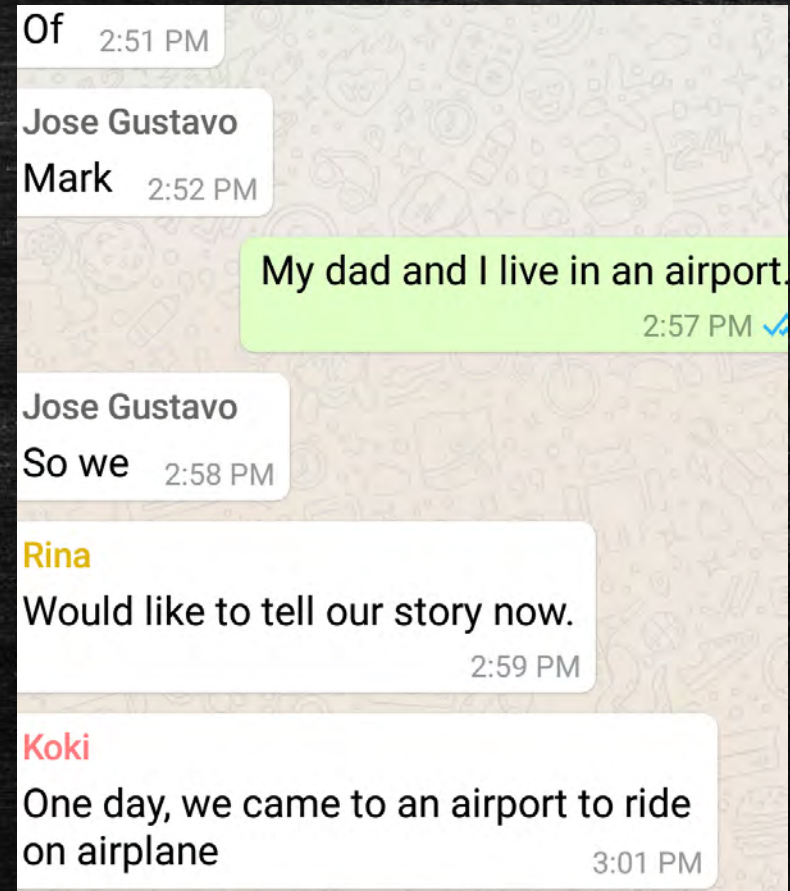 Of 2:51 PM
Jose Gustavo
Mark 2:52 PM
My dad and I live in an airport.
2:57 PM
Jose Gustavo
So we 2:58 PM
Rina
Would like to tell our story now.
2:59 PM
Koki
One day, we came to an airport to ride
on airplane 3:01 PM